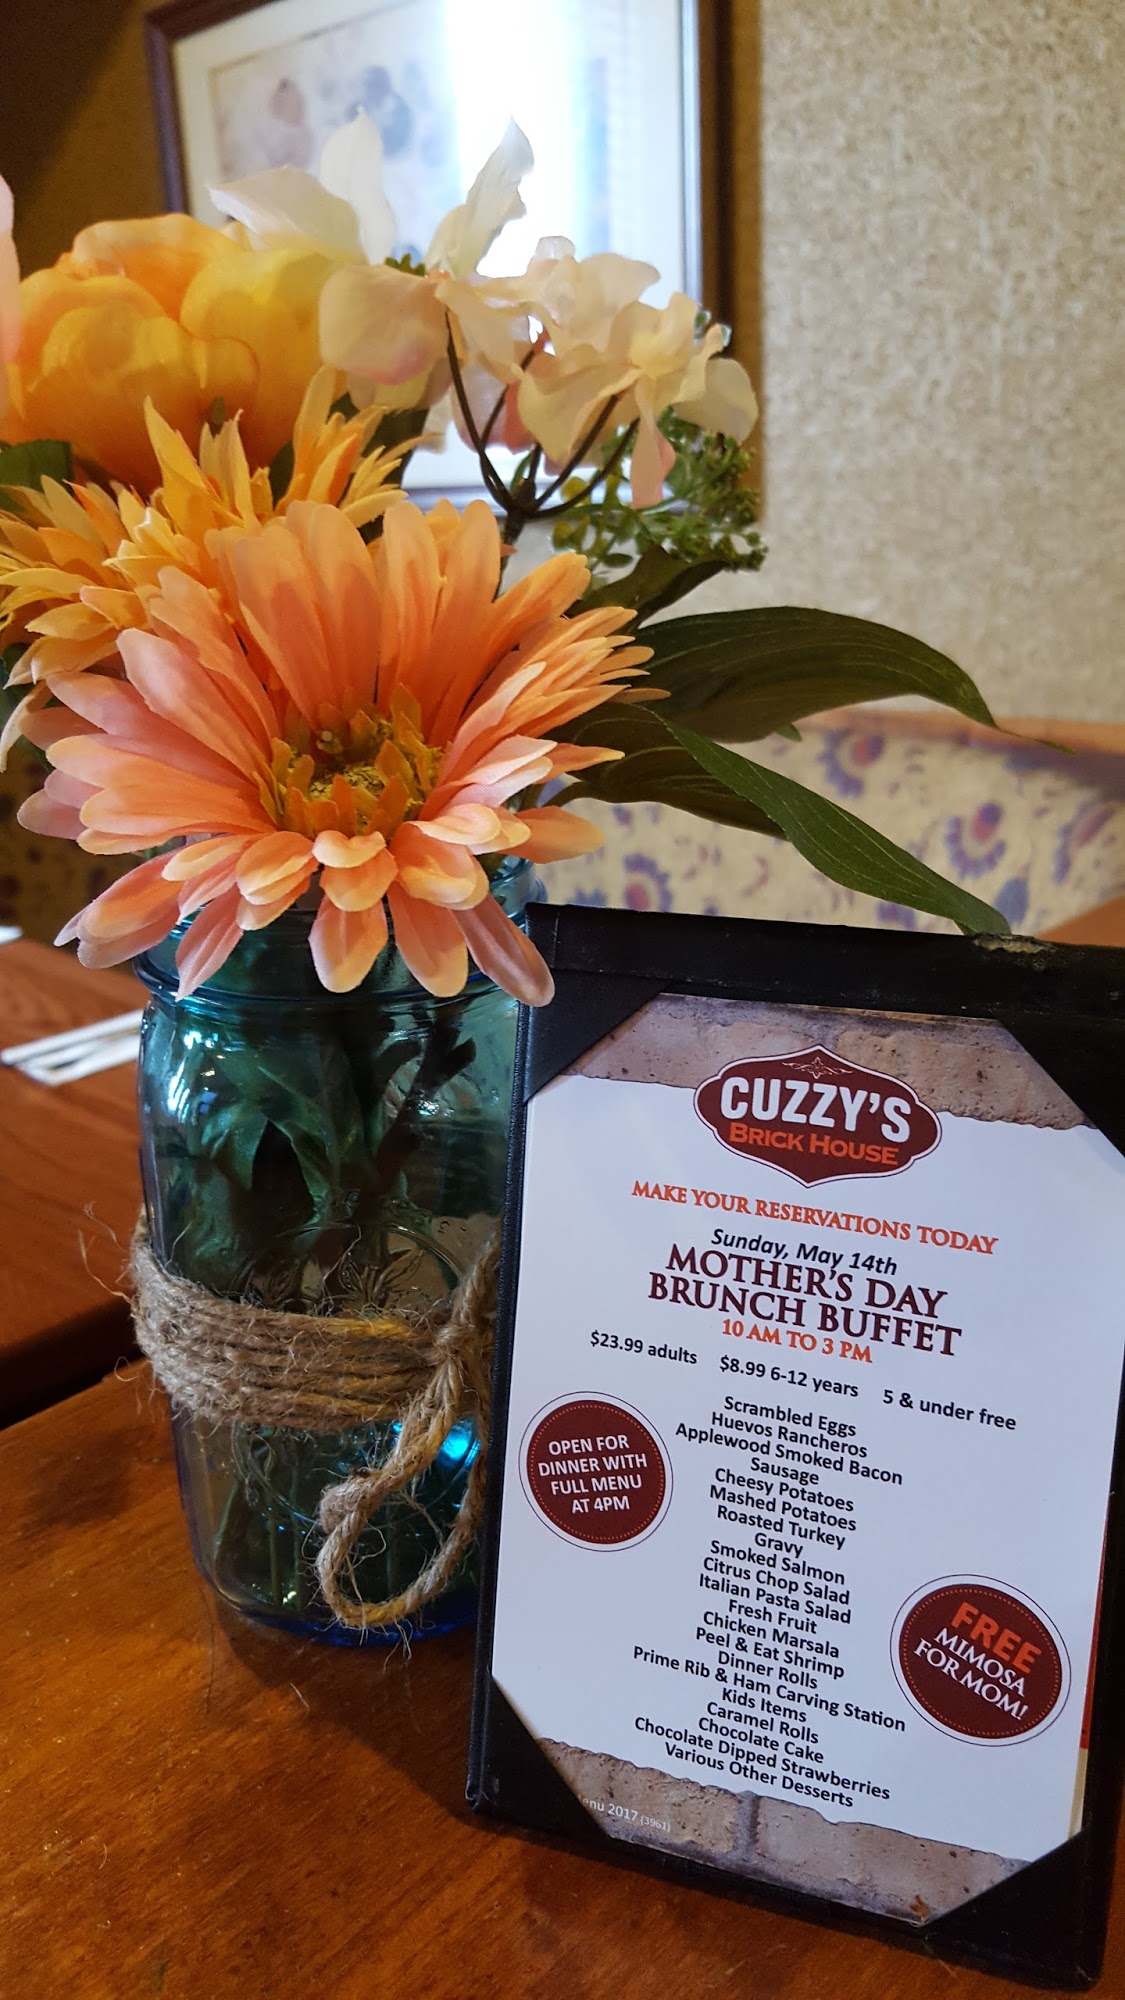 CUZZY'S
BRICK HOUSE
MAKE YOUR RESERVATIONS TODAY
Sunday, May 14th
MOTHER'S DAY
BRUNCH BUFFET
10 AM TO 3 PM
$23.99 adults $8.99 6-12 years 5 & under free
OPEN FOR
DINNER WITH
FULL MENU
AT 4PM
Scrambled Eggs
Huevos Rancheros
Applewood Smoked Bacon
Sausage
Cheesy Potatoes
Mashed Potatoes
Roasted Turkey
Gravy
Smoked Salmon
Citrus Chop Salad
Italian Pasta Salad
Fresh Fruit
Chicken Marsala
Peel & Eat Shrimp
Dinner Rolls
Prime Rib & Ham Carving Station
Kids Items
Caramel Rolls
Chocolate Cake
Chocolate Dipped Strawberries
Various Other Desserts
FREE
MIMOSA
FOR MOM!
2017 (3961)